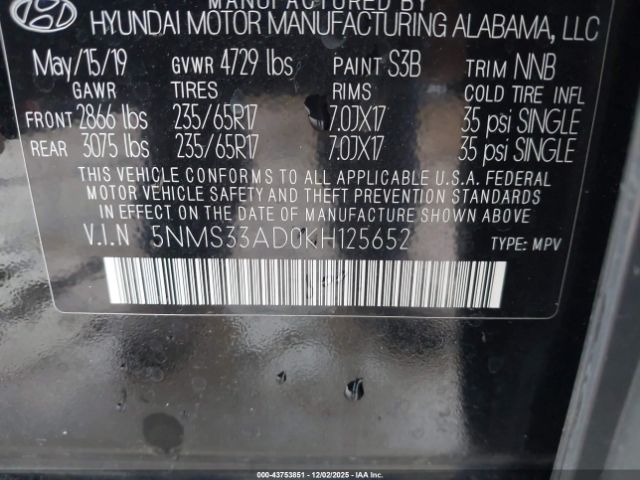 MANUFACTURED BY
HYUNDAI MOTOR MANUFACTURING ALABAMA, LLC
May/15/19 GVWR 4729 lbs PAINT S3B TRIM NNB
GAWR TIRES RIMS COLD TIRE INFL
FRONT 2866 lbs 235/65R17 7.0JX17 35 psi SINGLE
REAR 3075 lbs 235/65R17 7.0JX17 35 psi SINGLE
THIS VEHICLE CONFORMS TO ALL APPLICABLE U.S.A. FEDERAL
MOTOR VEHICLE SAFETY AND THEFT PREVENTION STANDARDS
IN EFFECT ON THE DATE OF MANUFACTURE SHOWN ABOVE
V.I.N 5NMS33AD0KH125652 TYPE: MPV
000-43753851 - 12/02/2025 - IAAI.COM